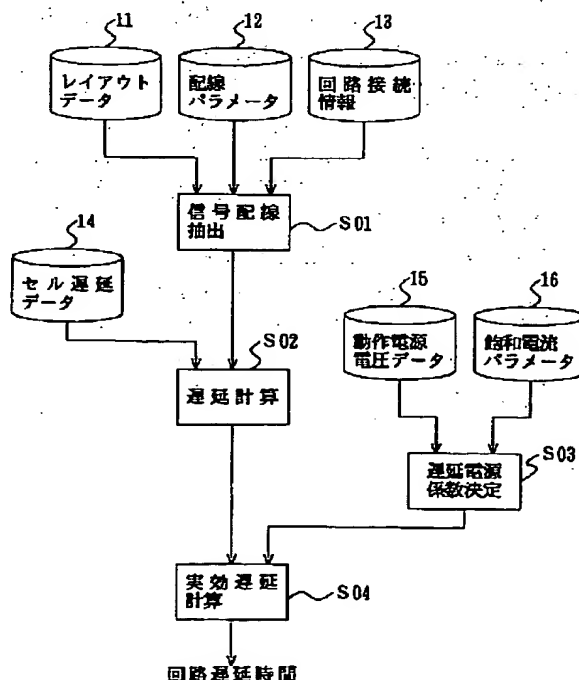 11
12
13
レイアウト
データ
配線
パラメータ
回路接続
情報
信号配線
抽出
S01
14
セル遅延
データ
S02
遅延計算
15
16
動作電源
電圧データ
飽和電流
パラメータ
S03
遅延電源
係数決定
実効遅延
計算
S04
回路遅延時間